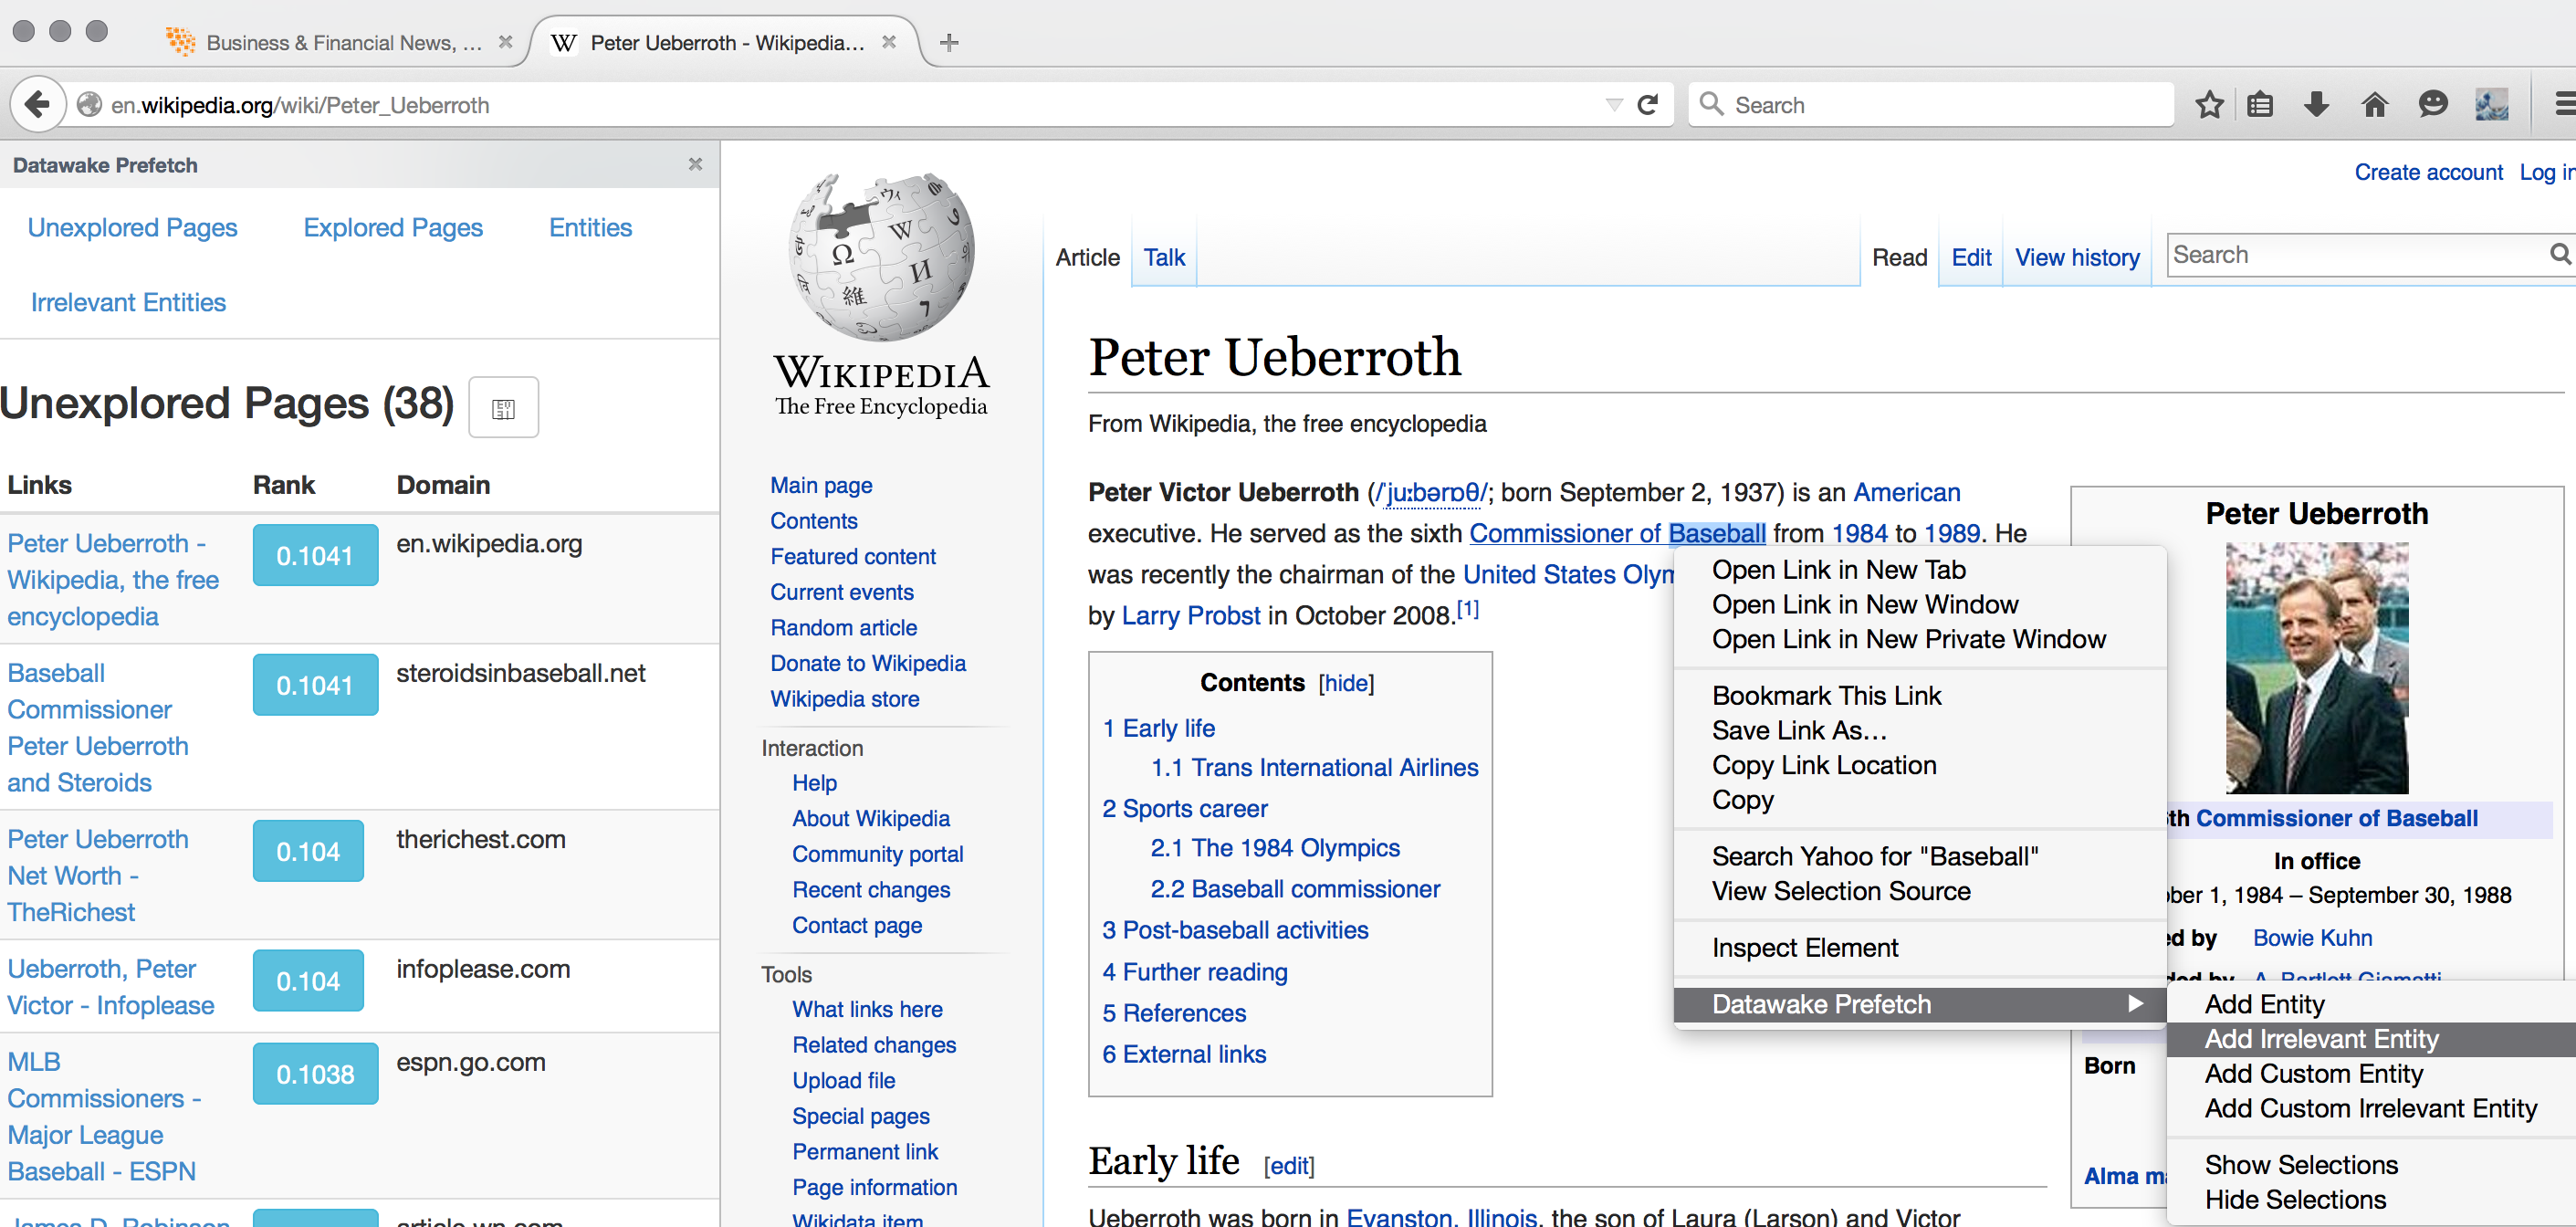 Business & Financial News, ...
Peter Ueberroth - Wikipedia...
en.wikipedia.org/wiki/Peter_Ueberroth
Search
Datawake Prefetch
Unexplored Pages Explored Pages Entities
Irrelevant Entities
Unexplored Pages (38)
Links Rank Domain
Peter Ueberroth -
Wikipedia, the free
encyclopedia
0.1041
en.wikipedia.org
Baseball
Commissioner
Peter Ueberroth
and Steroids
0.1041
steroidsinbaseball.net
Peter Ueberroth
Net Worth -
TheRichest
0.104
therichest.com
Ueberroth, Peter
Victor - Infoplease
0.104
infoplease.com
MLB
Commissioners -
Major League
Baseball - ESPN
0.1038
espn.go.com
James D. Robinson
article.wn.com
WIKIPEDIA
The Free Encyclopedia
Main page
Contents
Featured content
Current events
Random article
Donate to Wikipedia
Wikipedia store
Interaction
Help
About Wikipedia
Community portal
Recent changes
Contact page
Tools
What links here
Related changes
Upload file
Special pages
Permanent link
Page information
Wikidata item
Create account Log in
Article Talk
Read Edit View history
Search
Peter Ueberroth
From Wikipedia, the free encyclopedia
Peter Victor Ueberroth (/ˈjuːbərɒθ/; born September 2, 1937) is an American
executive. He served as the sixth Commissioner of Baseball from 1984 to 1989. He
was recently the chairman of the United States
by Larry Probst in October 2008.[1]
Contents [hide]
1 Early life
1.1 Trans International Airlines
2 Sports career
2.1 The 1984 Olympics
2.2 Baseball commissioner
3 Post-baseball activities
4 Further reading
5 References
6 External links
Early life [edit]
Ueberroth was born in Evanston, Illinois, the son of Laura (Larson) and Victor
Open Link in New Tab
Open Link in New Window
Open Link in New Private Window
Bookmark This Link
Save Link As...
Copy Link Location
Copy
Search Yahoo for "Baseball"
View Selection Source
Inspect Element
Datawake Prefetch
Add Entity
Add Irrelevant Entity
Add Custom Entity
Add Custom Irrelevant Entity
Show Selections
Hide Selections
Peter Ueberroth
Commissioner of Baseball
In office
1, 1984 – September 30, 1988
by Bowie Kuhn
by A. Bartlett Giamatti
Born
Alma